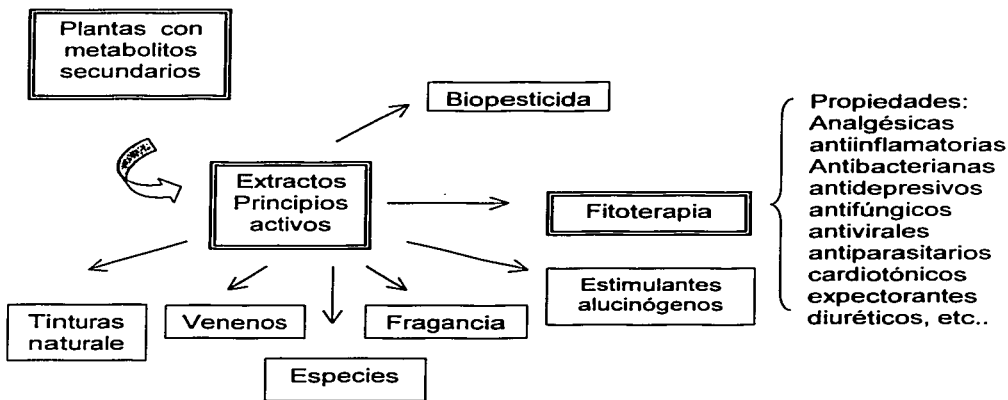 Plantas con
metabolitos
secundarios
Biopesticida
Extractos
Principios
activos
Fitoterapia
Propiedades:
Analgésicas
antiinflamatorias
Antibacterianas
antidepresivos
antifúngicos
antivirales
antiparasitarios
cardiotónicos
expectorantes
diuréticos, etc..
Estimulantes
alucinógenos
Tinturas
naturale
Venenos
Fragancia
Especies